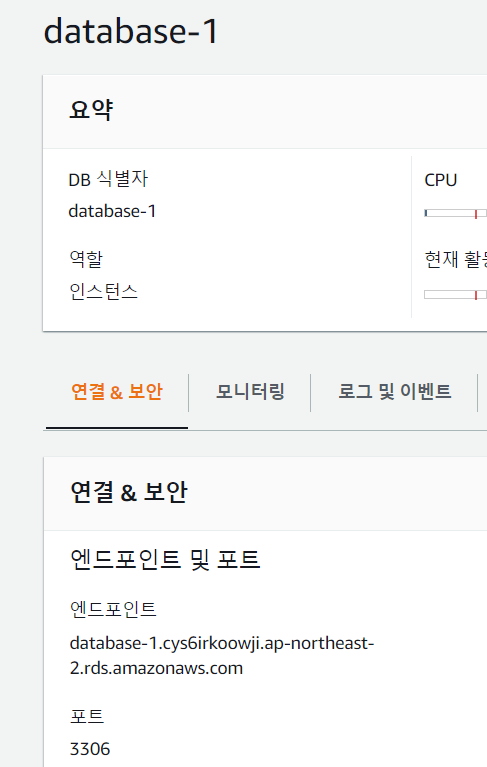 database-1
요약
DB 식별자
CPU
database-1
역할
현재 활동
인스턴스
연결 & 보안
모니터링
로그 및 이벤트
연결 & 보안
엔드포인트 및 포트
엔드포인트
database-1.cys6irkoowji.ap-northeast-
2.rds.amazonaws.com
포트
3306